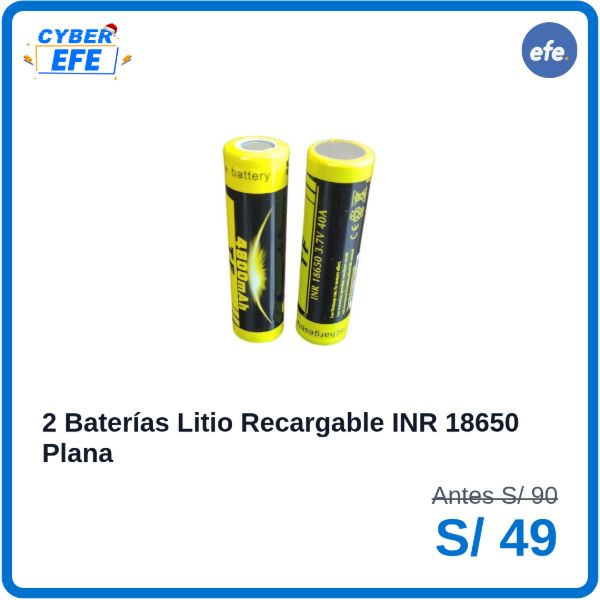 CYBER
EFE
efe.
battery
4800mAh
INR 18650 3.7V 40A
2 Baterías Litio Recargable INR 18650
Plana
Antes S/ 90
S/ 49